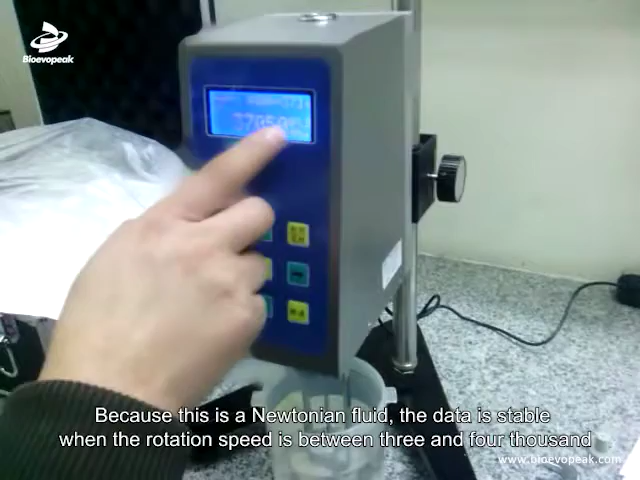 Bioevopeak
Because this is a Newtonian fluid, the data is stable
when the rotation speed is between three and four thousand
www.bioevopeak.com